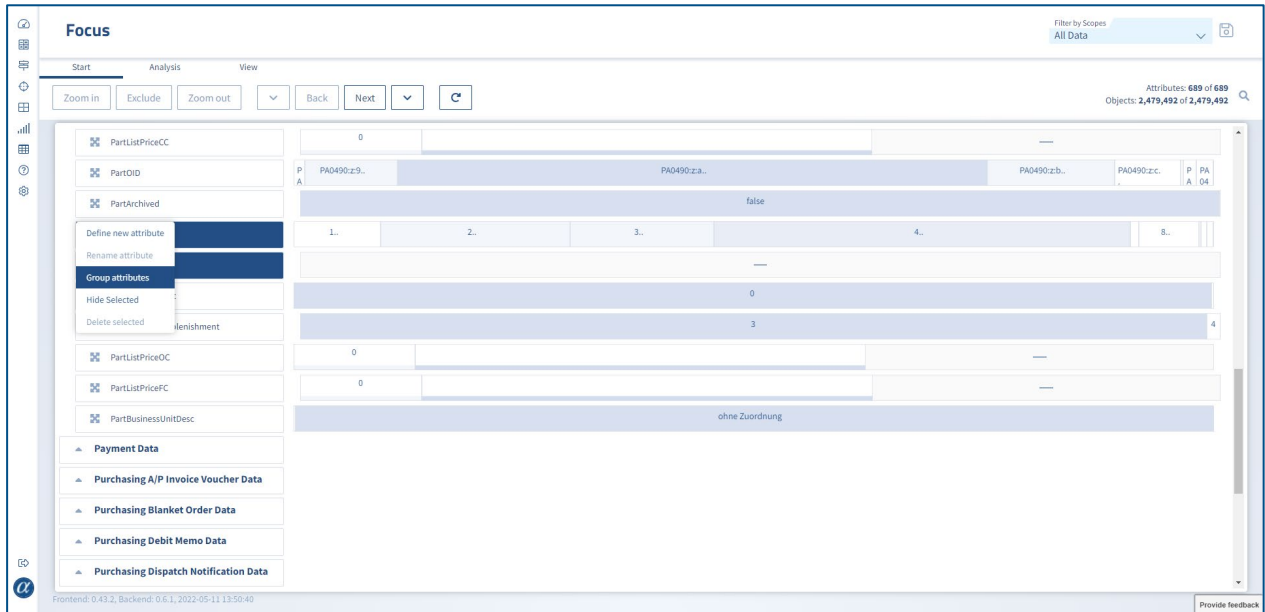 Focus
Filter by Scopes
All Data
Start Analysis View
Zoom in Exclude Zoom out Back Next
Attributes: 689 of 689
Objects: 2,479,492 of 2,479,492
PartListPriceCC 0 —
PartOID P A PA0490:z:9.. PA0490:z:a.. PA0490:z:b.. PA0490:z:c. . P A PA 04
PartArchived false
Define new attribute 1.. 2.. 3.. 4.. 8..
Rename attribute
Group attributes —
Hide Selected 0
Delete selected plenishment 3 4
PartListPriceOC 0 —
PartListPriceFC 0 —
PartBusinessUnitDesc ohne Zuordnung
Payment Data
Purchasing A/P Invoice Voucher Data
Purchasing Blanket Order Data
Purchasing Debit Memo Data
Purchasing Dispatch Notification Data
α
Frontend: 0.43.2, Backend: 0.6.1, 2022-05-11 13:50:40
Provide feedback